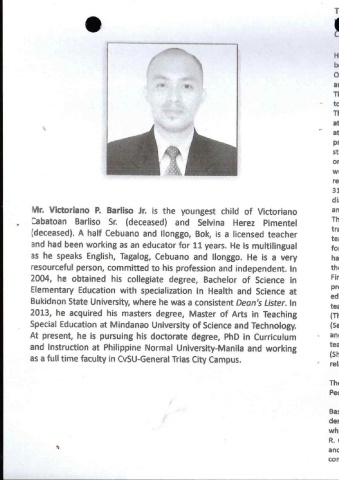 Mr. Victoriano P. Barliso Jr. is the youngest child of Victoriano
Cabatoan Barliso Sr. (deceased) and Selvina Herez Pimentel
(deceased). A half Cebuano and Ilonggo, Bok, is a licensed teacher
and had been working as an educator for 11 years. He is multilingual
as he speaks English, Tagalog, Cebuano and Ilonggo. He is a very
resourceful person, committed to his profession and independent. In
2004, he obtained his collegiate degree, Bachelor of Science in
Elementary Education with specialization In Health and Science at
Bukidnon State University, where he was a consistent Dean's Lister. In
2013, he acquired his masters degree, Master of Arts in Teaching
Special Education at Mindanao University of Science and Technology.
At present, he is pursuing his doctorate degree, PhD in Curriculum
and Instruction at Philippine Normal University-Manila and working
as a full time faculty in CvSU-General Trias City Campus.